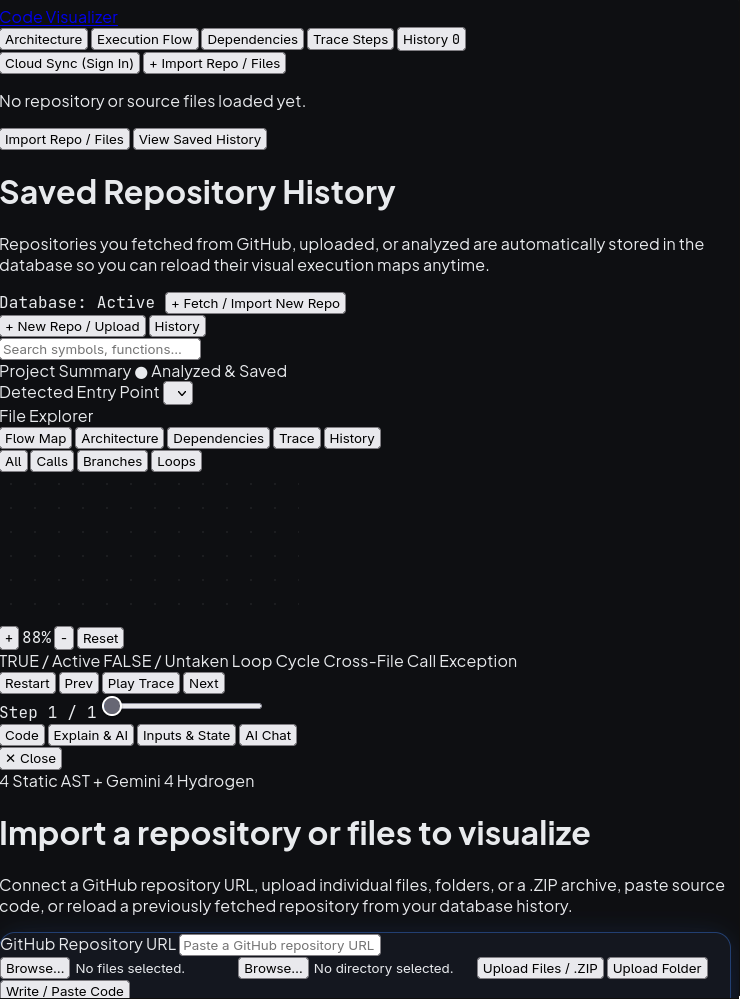 Code Visualizer
Architecture Execution Flow Dependencies Trace Steps History 0
Cloud Sync (Sign In) + Import Repo / Files
No repository or source files loaded yet.
Import Repo / Files View Saved History
Saved Repository History
Repositories you fetched from GitHub, uploaded, or analyzed are automatically stored in the
database so you can reload their visual execution maps anytime.
Database: Active + Fetch / Import New Repo
+ New Repo / Upload History
Search symbols, functions...
Project Summary Analyzed & Saved
Detected Entry Point
File Explorer
Flow Map Architecture Dependencies Trace History
All Calls Branches Loops
+ 88% - Reset
TRUE / Active FALSE / Untaken Loop Cycle Cross-File Call Exception
Restart Prev Play Trace Next
Step 1 / 1
Code Explain & AI Inputs & State AI Chat
✕ Close
4 Static AST + Gemini 4 Hydrogen
Import a repository or files to visualize
Connect a GitHub repository URL, upload individual files, folders, or a .ZIP archive, paste source
code, or reload a previously fetched repository from your database history.
GitHub Repository URL Paste a GitHub repository URL
Browse... No files selected. Browse... No directory selected. Upload Files / .ZIP Upload Folder
Write / Paste Code